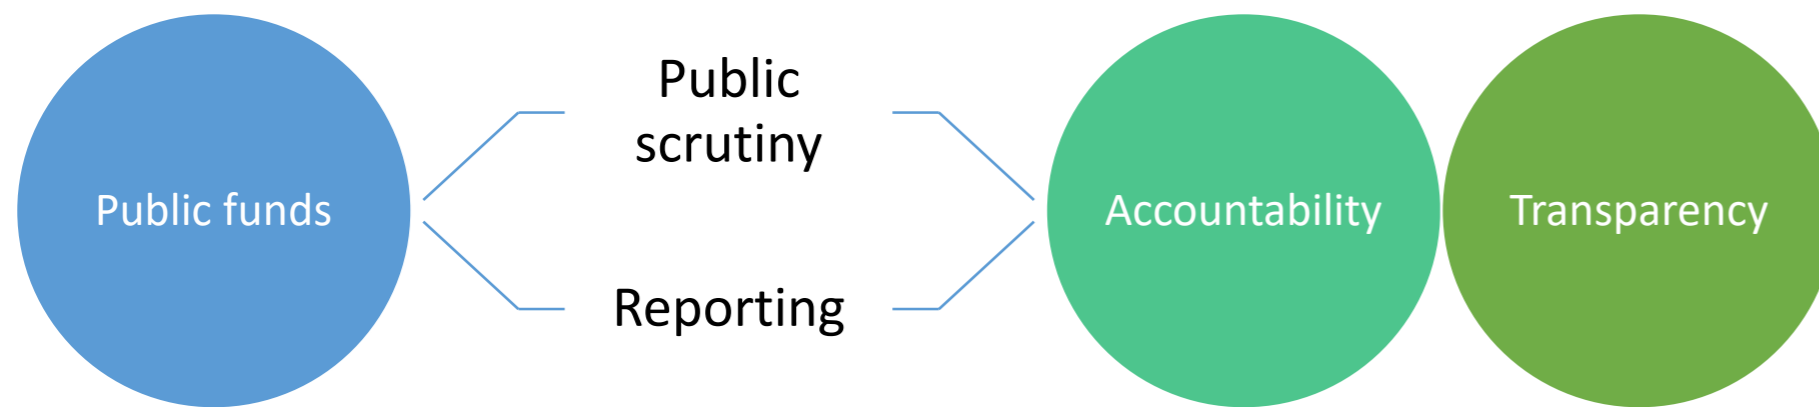 Public funds
Public
scrutiny
Reporting
Accountability
Transparency